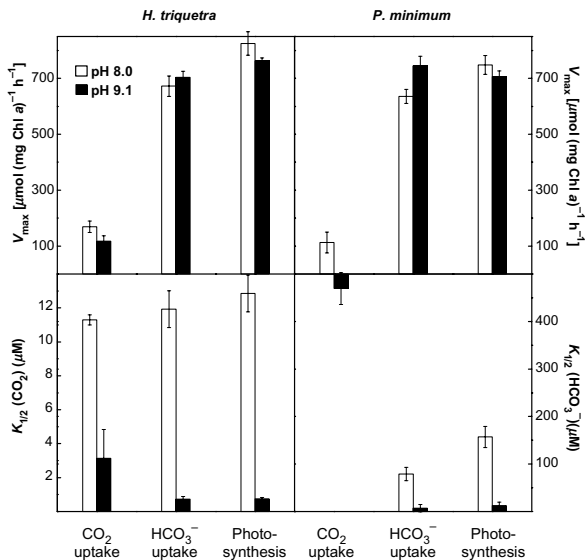 H. triquetra
P. minimum
pH 8.0
pH 9.1
700
500
300
100
Vmax [µmol (mg Chl a)⁻¹ h⁻¹]
700
500
300
100
Vmax [µmol (mg Chl a)⁻¹ h⁻¹]
12
10
8
6
4
2
K1/2 (CO₂) (µM)
400
300
200
100
K1/2 (HCO₃⁻)(µM)
CO₂
uptake
HCO₃⁻
uptake
Photo-
synthesis
CO₂
uptake
HCO₃⁻
uptake
Photo-
synthesis